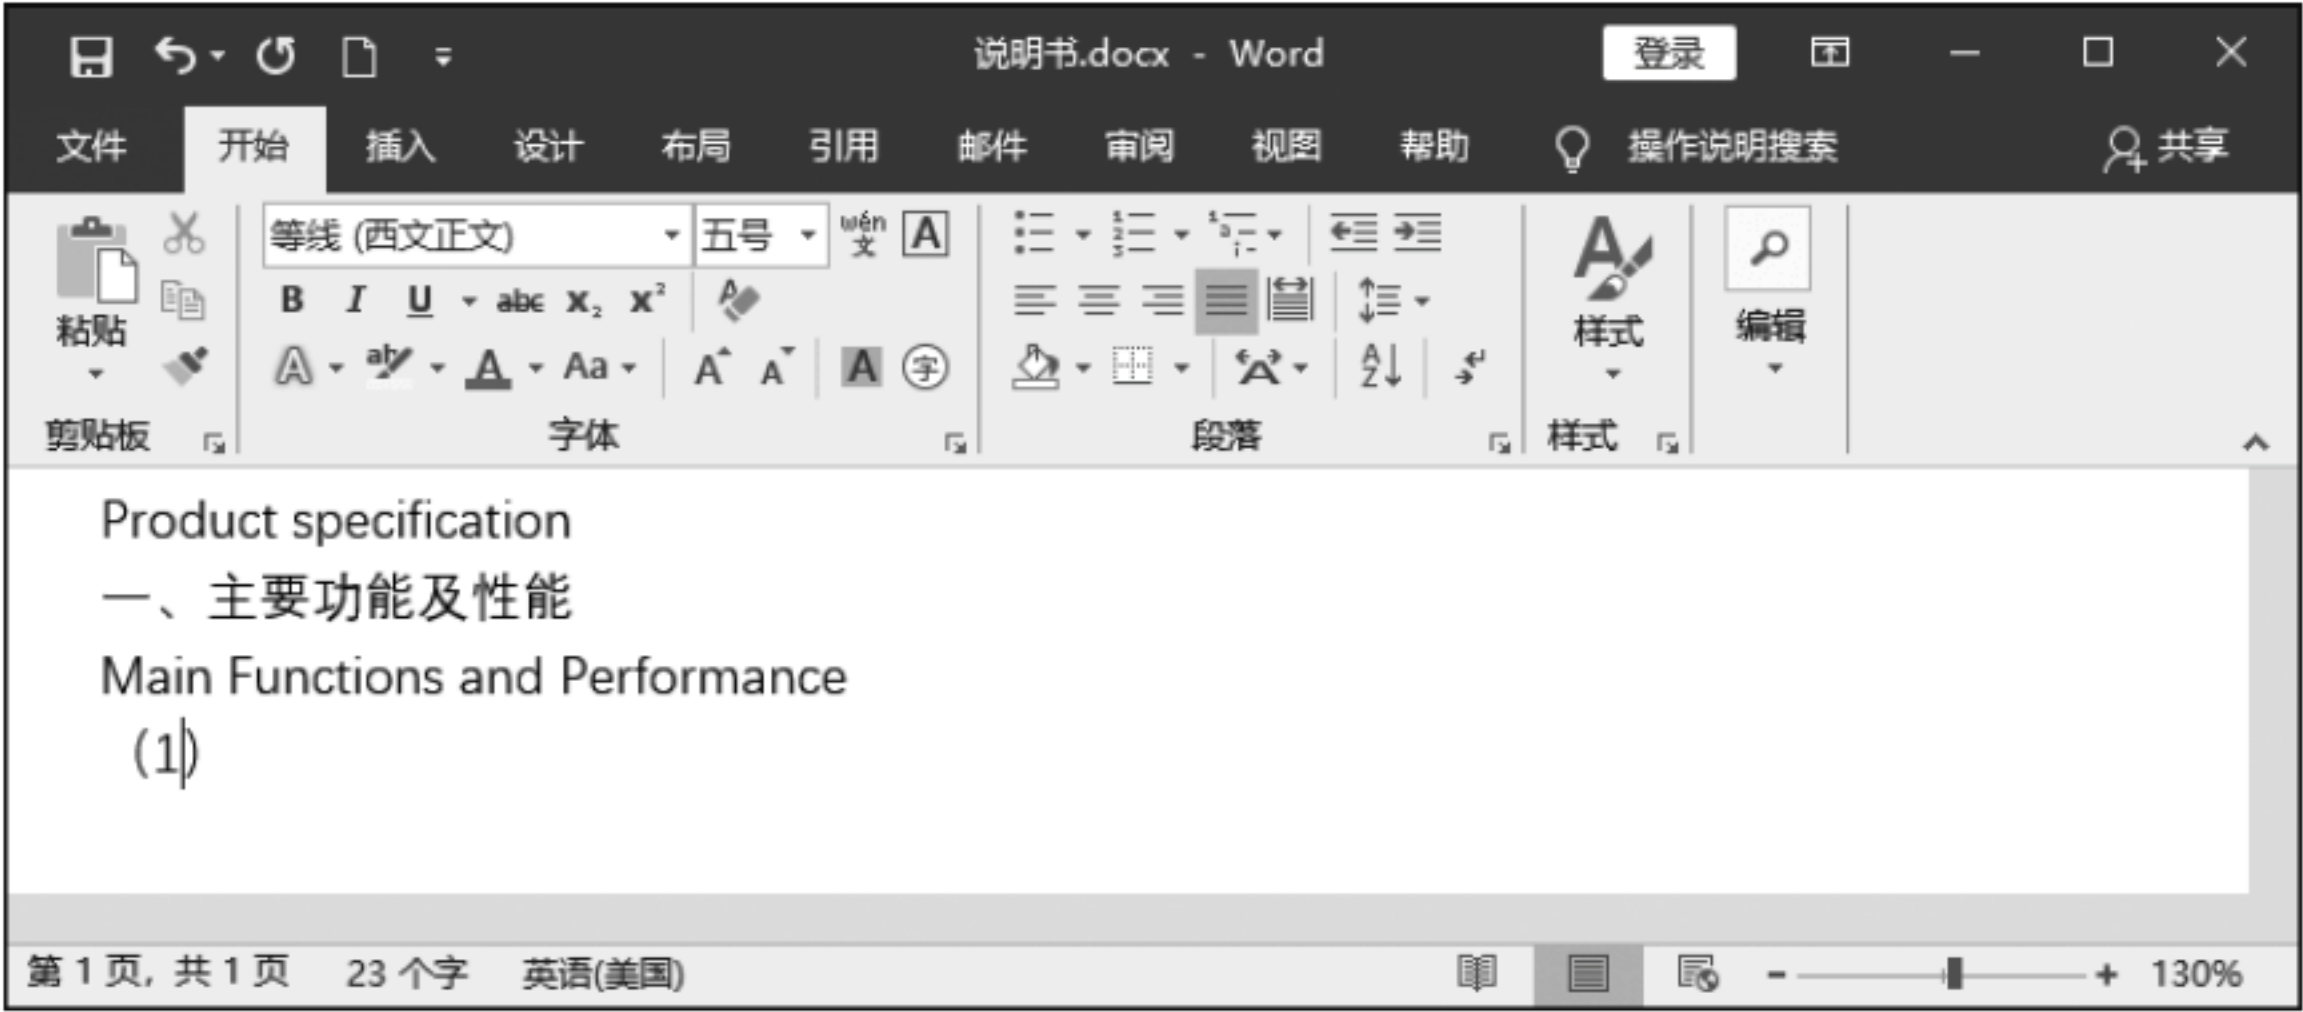 说明书.docx - Word
登录
文件 开始 插入 设计 布局 引用 邮件 审阅 视图 帮助 操作说明搜索 共享
等线 (西文正文) 五号 wén文 A
粘贴
B I U abc x₂ x² A
A aby A Aa A A A 字
样式
编辑
剪贴板 字体 段落 样式
Product specification
一、主要功能及性能
Main Functions and Performance
（1）
第 1 页, 共 1 页 23 个字 英语(美国) 130%